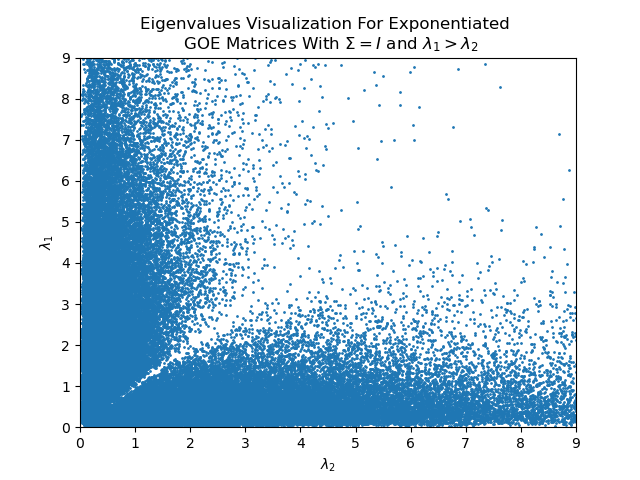 Eigenvalues Visualization For Exponentiated
GOE Matrices With Σ = I and λ₁ > λ₂
9
8
7
6
5
4
3
2
1
0
λ₁
0 1 2 3 4 5 6 7 8 9
λ₂